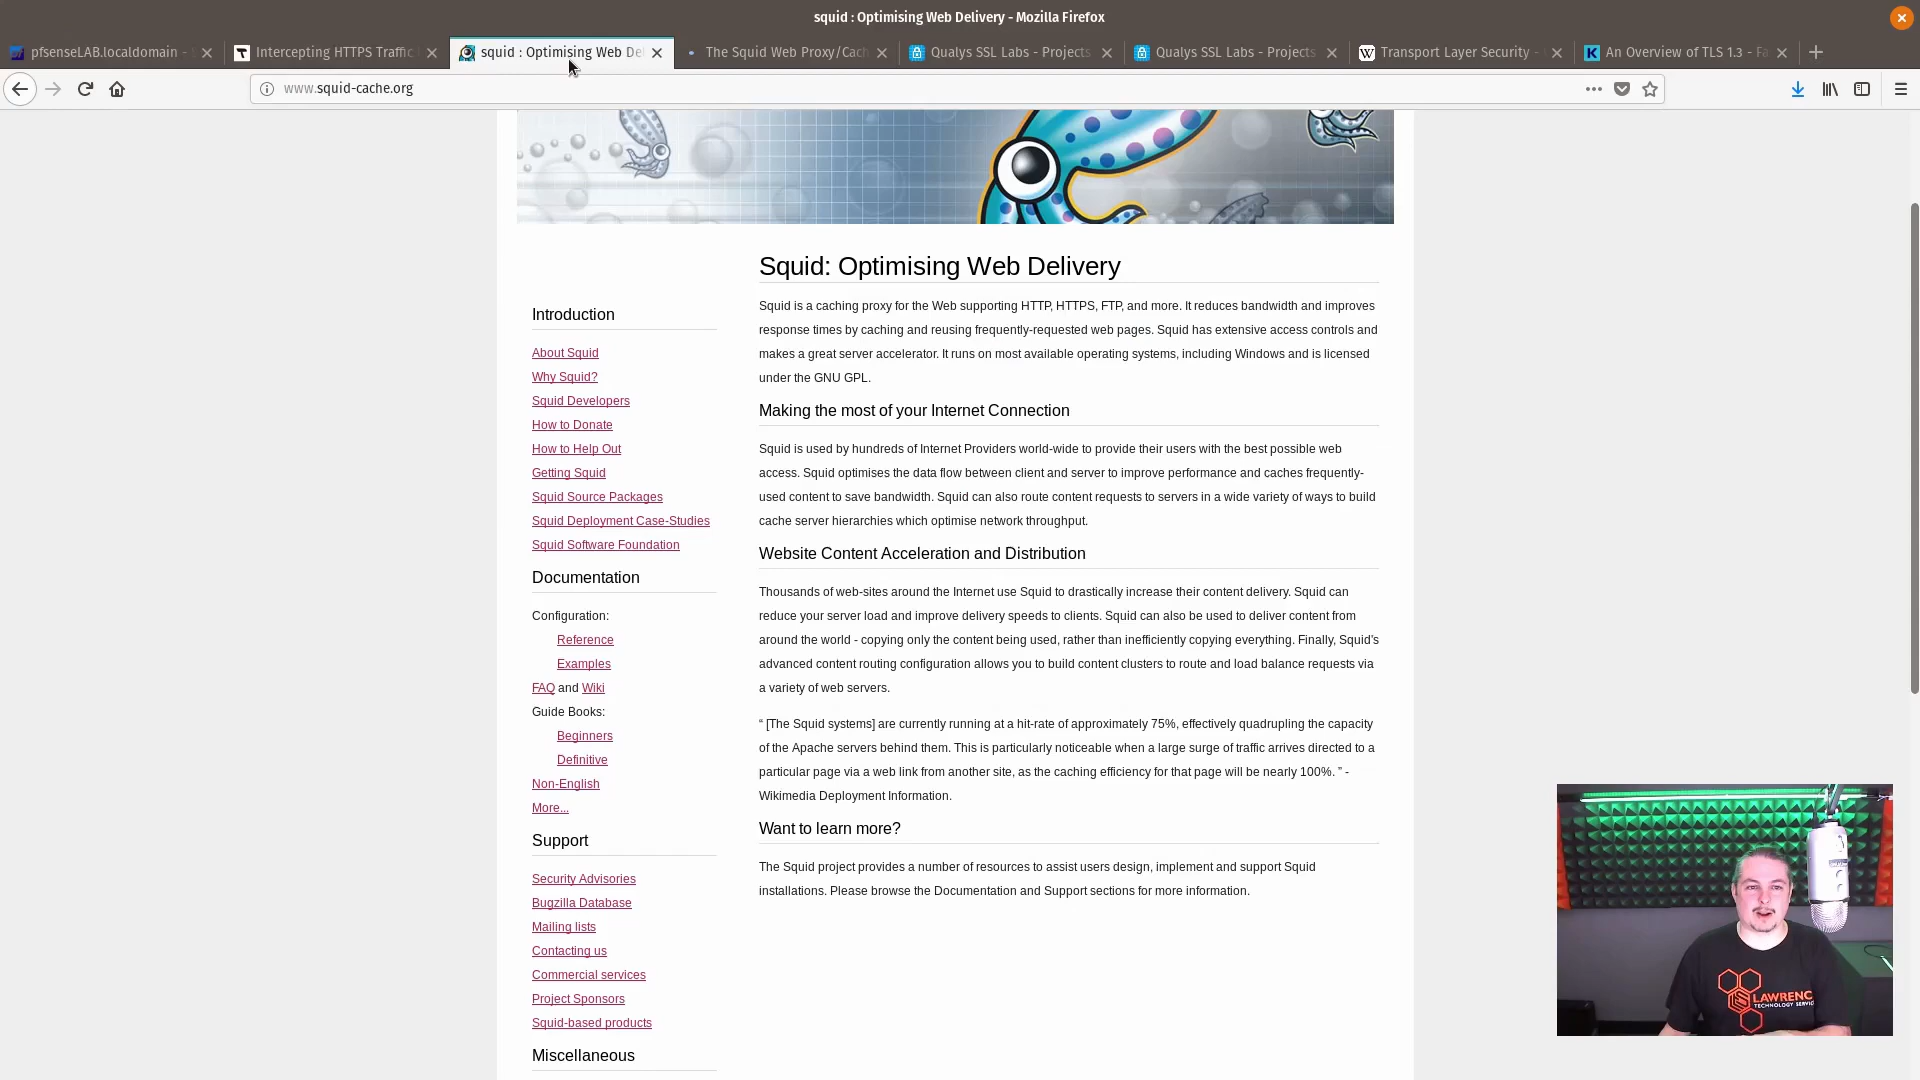 squid : Optimising Web Delivery - Mozilla Firefox
pfsenseLAB.localdomain -
Intercepting HTTPS Traffic
squid : Optimising Web De
The Squid Web Proxy/Cach
Qualys SSL Labs - Projects
Qualys SSL Labs - Projects
Transport Layer Security -
An Overview of TLS 1.3 - Fa
www.squid-cache.org
Introduction
About Squid
Why Squid?
Squid Developers
How to Donate
How to Help Out
Getting Squid
Squid Source Packages
Squid Deployment Case-Studies
Squid Software Foundation
Documentation
Configuration:
Reference
Examples
FAQ and Wiki
Guide Books:
Beginners
Definitive
Non-English
More...
Support
Security Advisories
Bugzilla Database
Mailing lists
Contacting us
Commercial services
Project Sponsors
Squid-based products
Miscellaneous
Squid: Optimising Web Delivery
Squid is a caching proxy for the Web supporting HTTP, HTTPS, FTP, and more. It reduces bandwidth and improves
response times by caching and reusing frequently-requested web pages. Squid has extensive access controls and
makes a great server accelerator. It runs on most available operating systems, including Windows and is licensed
under the GNU GPL.
Making the most of your Internet Connection
Squid is used by hundreds of Internet Providers world-wide to provide their users with the best possible web
access. Squid optimises the data flow between client and server to improve performance and caches frequently-
used content to save bandwidth. Squid can also route content requests to servers in a wide variety of ways to build
cache server hierarchies which optimise network throughput.
Website Content Acceleration and Distribution
Thousands of web-sites around the Internet use Squid to drastically increase their content delivery. Squid can
reduce your server load and improve delivery speeds to clients. Squid can also be used to deliver content from
around the world - copying only the content being used, rather than inefficiently copying everything. Finally, Squid's
advanced content routing configuration allows you to build content clusters to route and load balance requests via
a variety of web servers.
“ [The Squid systems] are currently running at a hit-rate of approximately 75%, effectively quadrupling the capacity
of the Apache servers behind them. This is particularly noticeable when a large surge of traffic arrives directed to a
particular page via a web link from another site, as the caching efficiency for that page will be nearly 100%. ” -
Wikimedia Deployment Information.
Want to learn more?
The Squid project provides a number of resources to assist users design, implement and support Squid
installations. Please browse the Documentation and Support sections for more information.
LAWRENC
TECHNOLOGY SERVIC